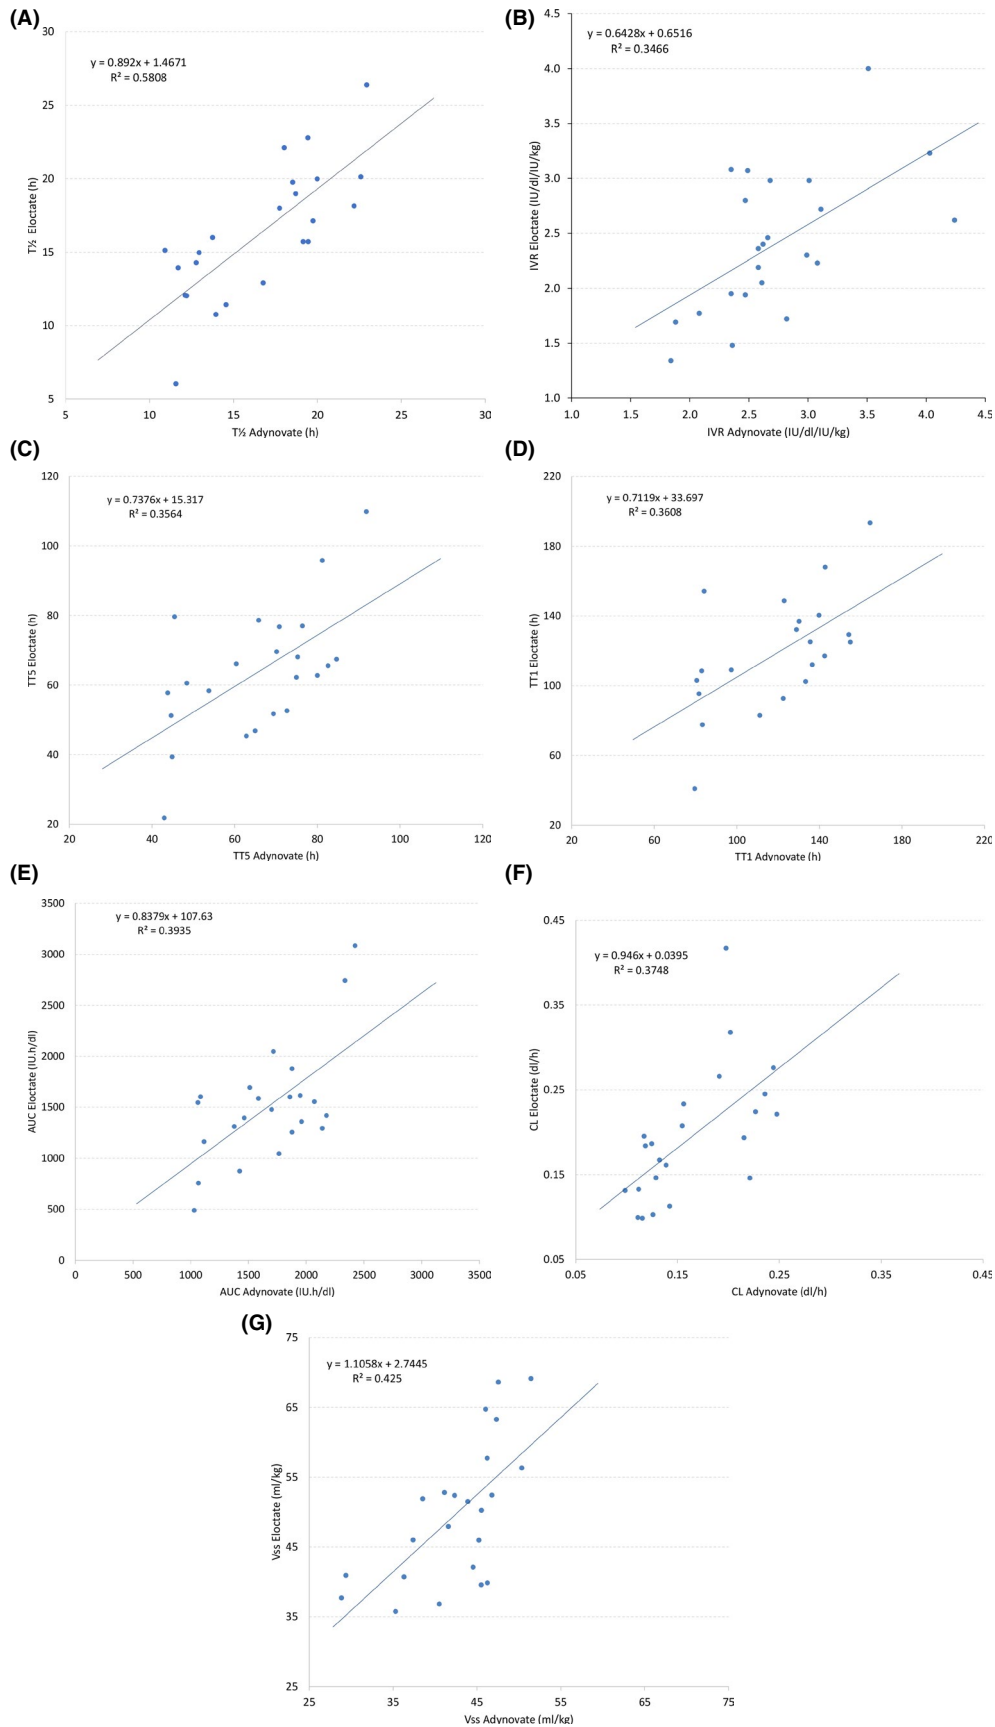 (A)
30
25
20
15
10
5
y = 0.892x + 1.4671
R² = 0.5808
T½ Eloctate (h)
5 10 15 20 25 30
T½ Adynovate (h)
(B)
4.5
4.0
3.5
3.0
2.5
2.0
1.5
1.0
y = 0.6428x + 0.6516
R² = 0.3466
IVR Eloctate (IU/dl/IU/kg)
1.0 1.5 2.0 2.5 3.0 3.5 4.0 4.5
IVR Adynovate (IU/dl/IU/kg)
(C)
120
100
80
60
40
20
y = 0.7376x + 15.317
R² = 0.3564
TT5 Eloctate (h)
20 40 60 80 100 120
TT5 Adynovate (h)
(D)
220
180
140
100
60
20
y = 0.7119x + 33.697
R² = 0.3608
TT1 Eloctate (h)
20 60 100 140 180 220
TT1 Adynovate (h)
(E)
3500
3000
2500
2000
1500
1000
500
0
y = 0.8379x + 107.63
R² = 0.3935
AUC Eloctate (IU.h/dl)
0 500 1000 1500 2000 2500 3000 3500
AUC Adynovate (IU.h/dl)
(F)
0.45
0.35
0.25
0.15
0.05
y = 0.946x + 0.0395
R² = 0.3748
CL Eloctate (dl/h)
0.05 0.15 0.25 0.35 0.45
CL Adynovate (dl/h)
(G)
75
65
55
45
35
25
y = 1.1058x + 2.7445
R² = 0.425
Vss Eloctate (ml/kg)
25 35 45 55 65 75
Vss Adynovate (ml/kg)